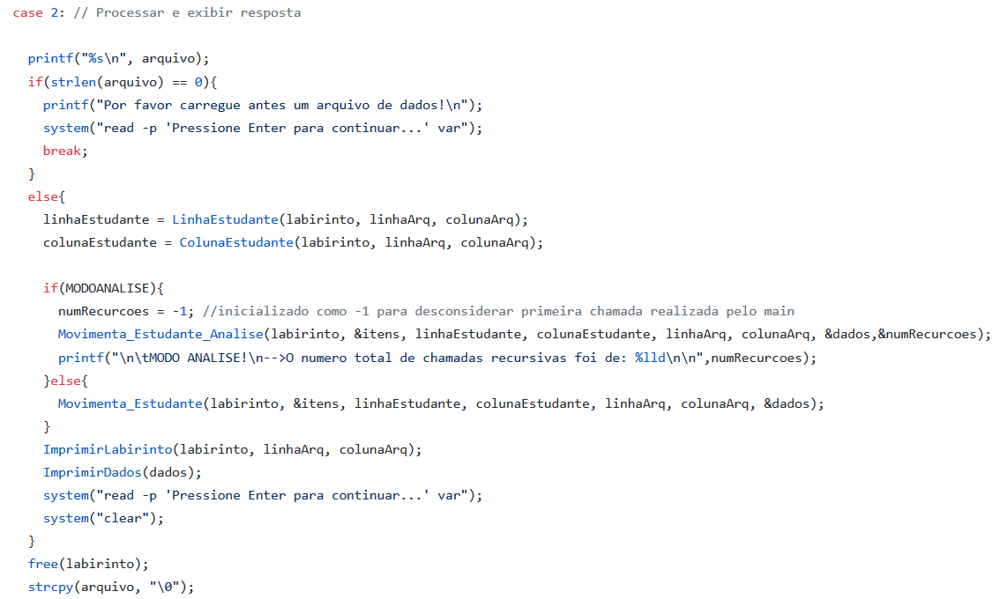 case 2: // Processar e exibir resposta
printf("%s\n", arquivo);
if(strlen(arquivo) == 0){
printf("Por favor carregue antes um arquivo de dados!\n");
system("read -p 'Pressione Enter para continuar...' var");
break;
}
else{
linhaEstudante = LinhaEstudante(labirinto, linhaArq, colunaArq);
colunaEstudante = ColunaEstudante(labirinto, linhaArq, colunaArq);
if(MODOANALISE){
numRecurcoes = -1; //inicializado como -1 para desconsiderar primeira chamada realizada pelo main
Movimenta_Estudante_Analise(labirinto, &itens, linhaEstudante, colunaEstudante, linhaArq, colunaArq, &dados,&numRecurcoes);
printf("\n\tMODO ANALISE!\n-->O numero total de chamadas recursivas foi de: %lld\n\n",numRecurcoes);
}else{
Movimenta_Estudante(labirinto, &itens, linhaEstudante, colunaEstudante, linhaArq, colunaArq, &dados);
}
ImprimirLabirinto(labirinto, linhaArq, colunaArq);
ImprimirDados(dados);
system("read -p 'Pressione Enter para continuar...' var");
system("clear");
}
free(labirinto);
strcpy(arquivo, "\0");